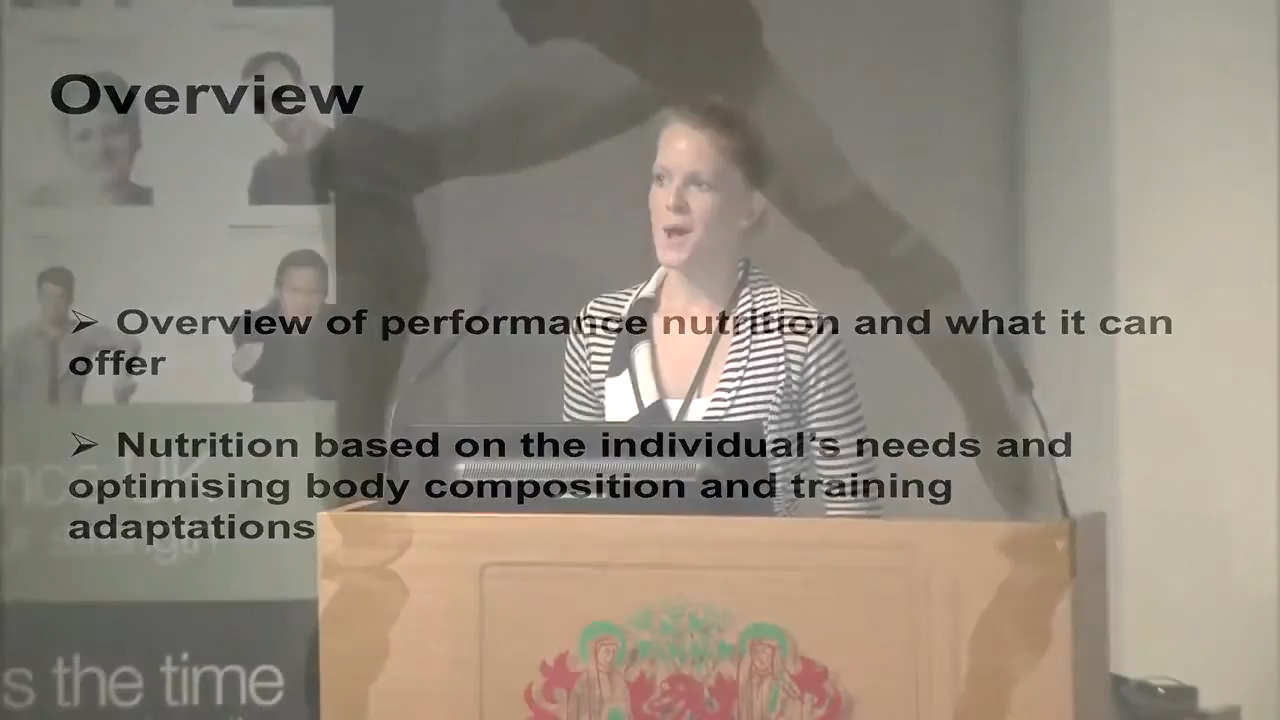 Overview
➢ Overview of performance nutrition and what it can
offer
➢ Nutrition based on the individual's needs and
optimising body composition and training
adaptations
s the time